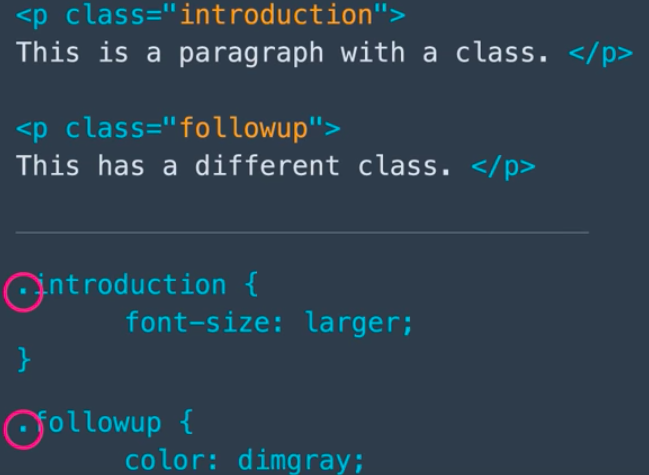 <p class="introduction">
This is a paragraph with a class. </p>
<p class="followup">
This has a different class. </p>
.introduction {
font-size: larger;
}
.followup {
color: dimgray;